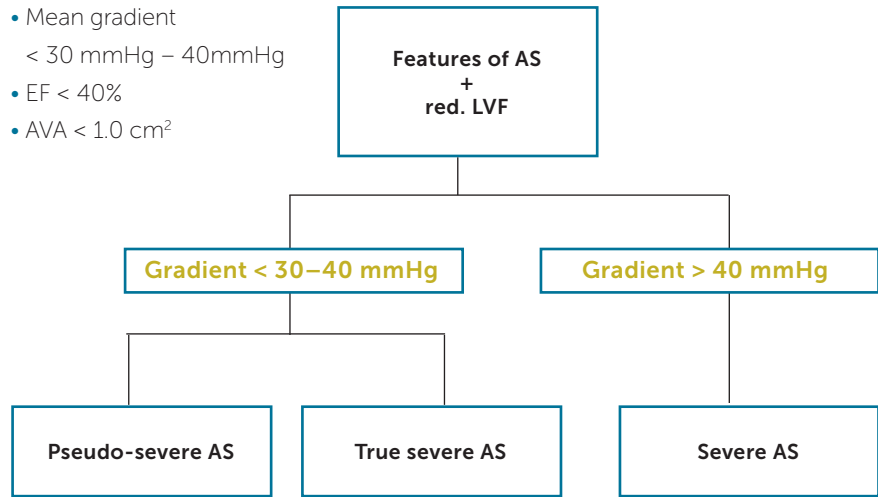 • Mean gradient
< 30 mmHg – 40mmHg
• EF < 40%
• AVA < 1.0 cm²
Features of AS
+
red. LVF
Gradient < 30–40 mmHg
Gradient > 40 mmHg
Pseudo-severe AS
True severe AS
Severe AS